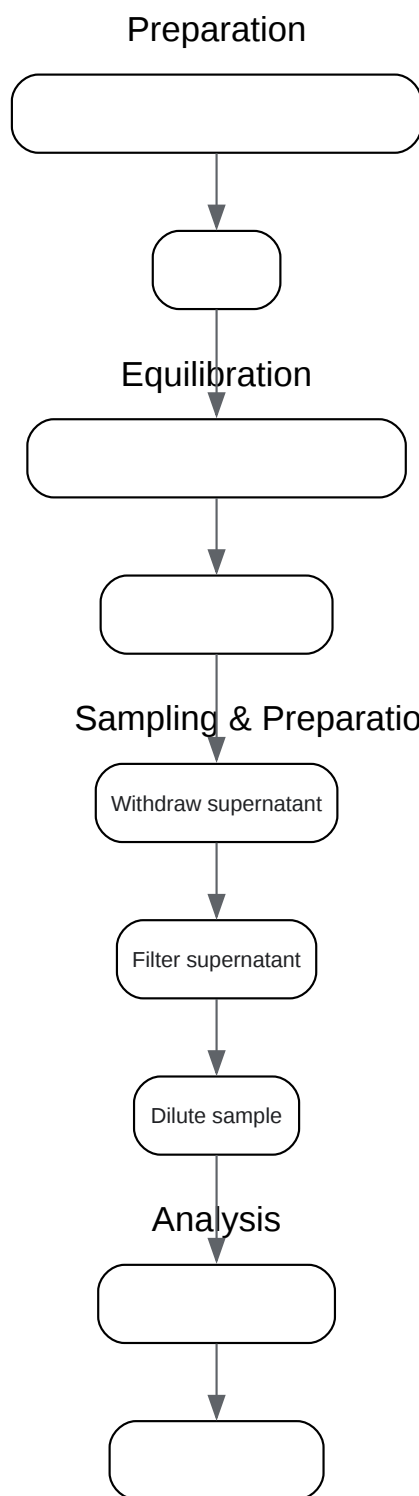 Preparation
Equilibration
Sampling & Preparatio
Withdraw supernatant
Filter supernatant
Dilute sample
Analysis